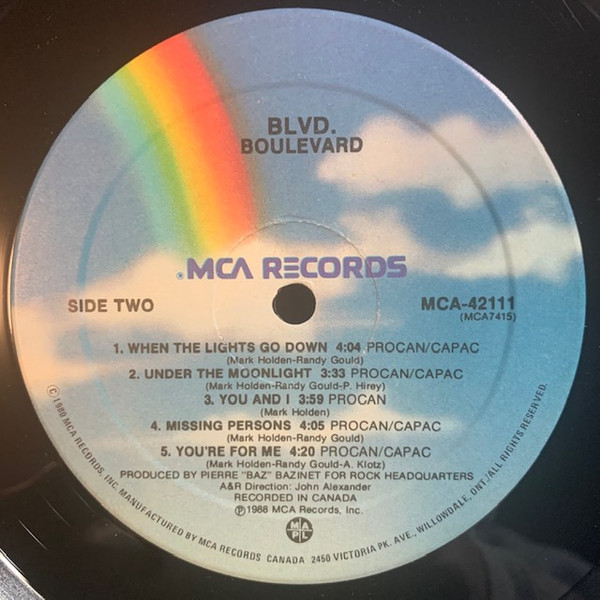 BLVD.
BOULEVARD
®MCA RECORDS
SIDE TWO
MCA-42111
(MCA7415)
1. WHEN THE LIGHTS GO DOWN 4:04 PROCAN/CAPAC
(Mark Holden-Randy Gould)
2. UNDER THE MOONLIGHT 3:33 PROCAN/CAPAC
(Mark Holden-Randy Gould-P. Hirey)
3. YOU AND I 3:59 PROCAN
(Mark Holden)
4. MISSING PERSONS 4:05 PROCAN/CAPAC
(Mark Holden-Randy Gould)
5. YOU'RE FOR ME 4:20 PROCAN/CAPAC
(Mark Holden-Randy Gould-A. Klotz)
PRODUCED BY PIERRE "BAZ" BAZINET FOR ROCK HEADQUARTERS
A&R Direction: John Alexander
RECORDED IN CANADA
℗1988 MCA Records, Inc.
MAPL
©1980 MCA RECORDS, INC. MANUFACTURED BY MCA RECORDS CANADA 2450 VICTORIA PK. AVE., WILLOWDALE, ONT./ALL RIGHTS RESERVED.